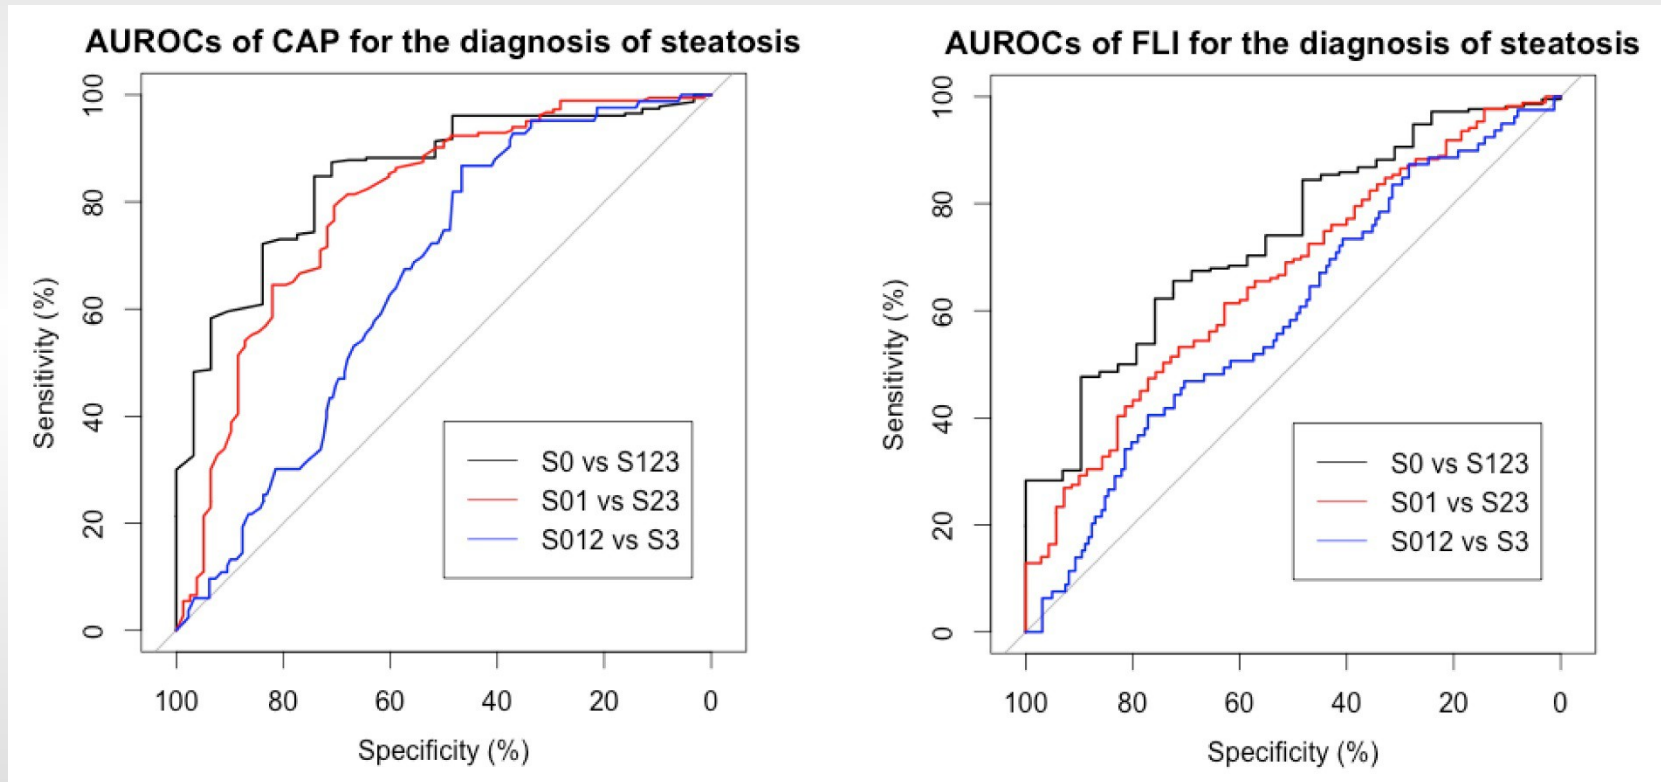 AUROCs of CAP for the diagnosis of steatosis
100
80
60
40
20
0
Sensitivity (%)
S0 vs S123
S01 vs S23
S012 vs S3
100 80 60 40 20 0
Specificity (%)
AUROCs of FLI for the diagnosis of steatosis
100
80
60
40
20
0
Sensitivity (%)
S0 vs S123
S01 vs S23
S012 vs S3
100 80 60 40 20 0
Specificity (%)